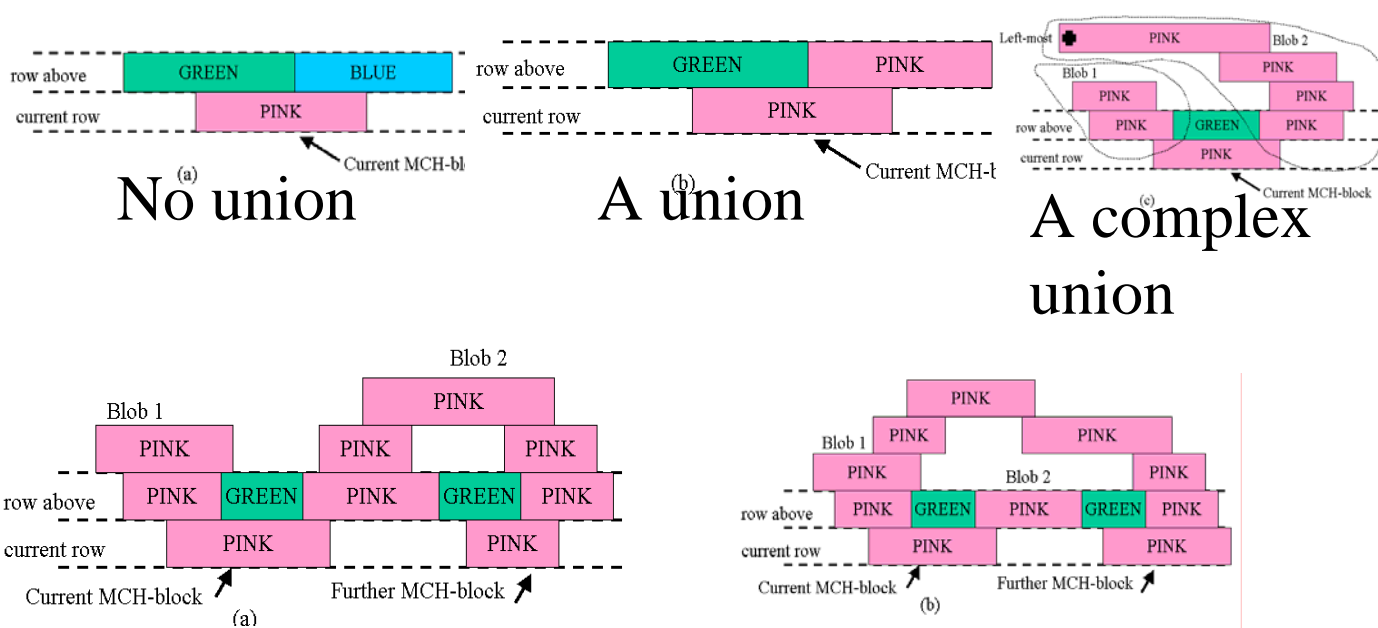 row above
GREEN
BLUE
current row
PINK
Current MCH-bl
(a)
No union
row above
GREEN
PINK
current row
PINK
Current MCH-b
(b)
A union
Left-most
PINK
Blob 2
PINK
Blob 1
PINK
PINK
row above
PINK
GREEN
PINK
current row
PINK
Current MCH-block
(c)
A complex
union
Blob 2
PINK
Blob 1
PINK
PINK
PINK
row above
PINK
GREEN
PINK
GREEN
PINK
current row
PINK
PINK
Current MCH-block
Further MCH-block
(a)
PINK
PINK
PINK
Blob 1
PINK
Blob 2
PINK
row above
PINK
GREEN
PINK
GREEN
PINK
current row
PINK
PINK
Current MCH-block
Further MCH-block
(b)